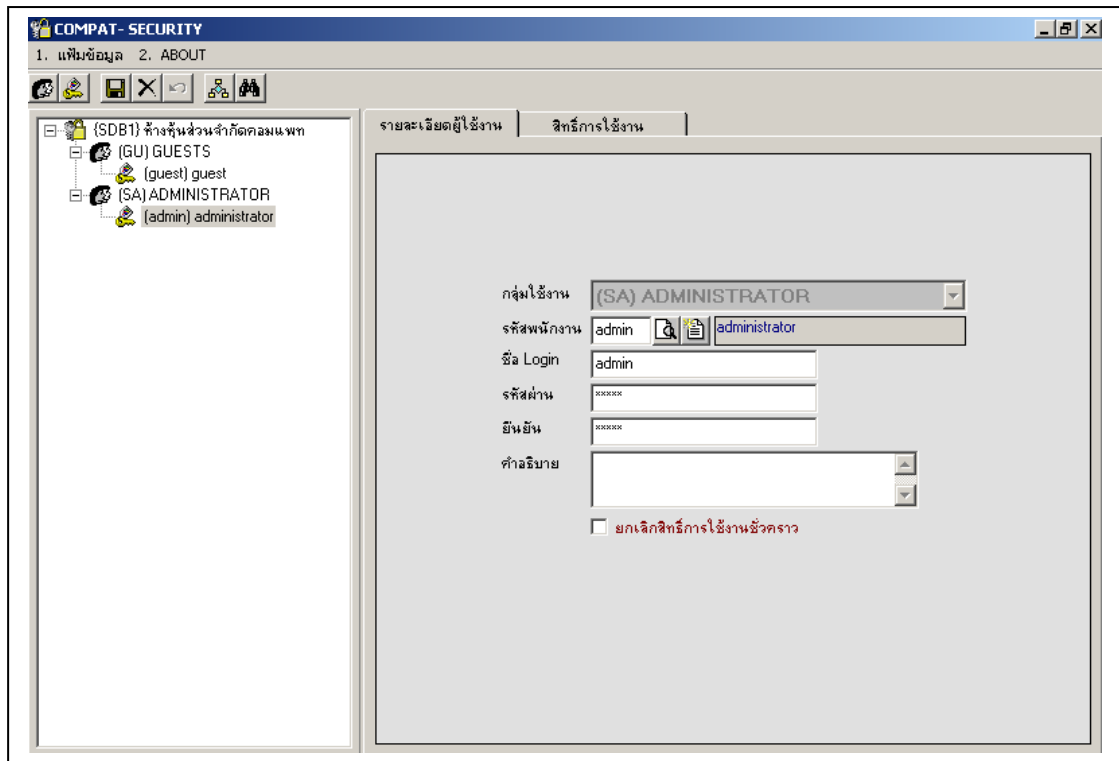 COMPAT- SECURITY
1. แฟ้มข้อมูล 2. ABOUT
{SDB1} ห้างหุ้นส่วนจำกัดคอมแพท
(GU) GUESTS
(guest) guest
(SA) ADMINISTRATOR
(admin) administrator
รายละเอียดผู้ใช้งาน สิทธิ์การใช้งาน
กลุ่มใช้งาน (SA) ADMINISTRATOR
รหัสพนักงาน admin administrator
ชื่อ Login admin
รหัสผ่าน *****
ยืนยัน *****
คำอธิบาย
ยกเลิกสิทธิ์การใช้งานชั่วคราว